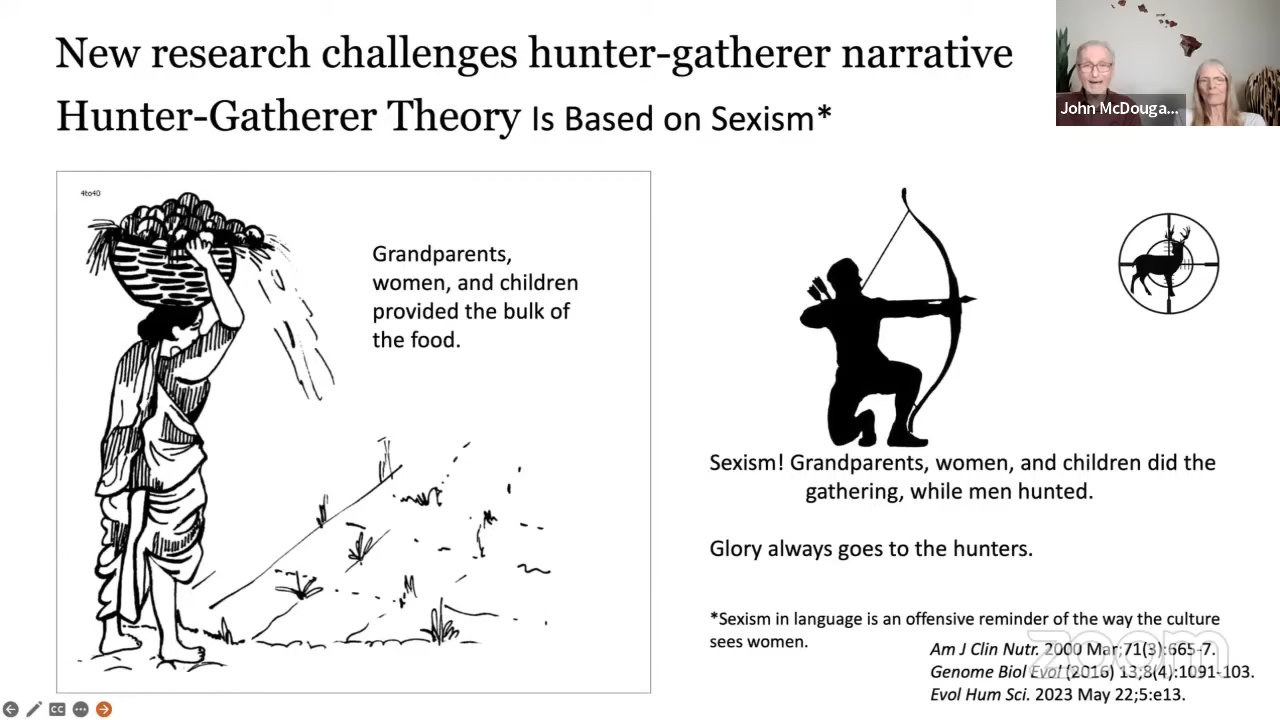 New research challenges hunter-gatherer narrative
Hunter-Gatherer Theory Is Based on Sexism*
John McDouga...
4to40
Grandparents,
women, and children
provided the bulk of
the food.
Sexism! Grandparents, women, and children did the
gathering, while men hunted.
Glory always goes to the hunters.
*Sexism in language is an offensive reminder of the way the culture
sees women.
Am J Clin Nutr. 2000 Mar;71(3):665-7.
Genome Biol Evol (2016) 13;8(4):1091-103.
Evol Hum Sci. 2023 May 22;5:e13.
zoom
CC